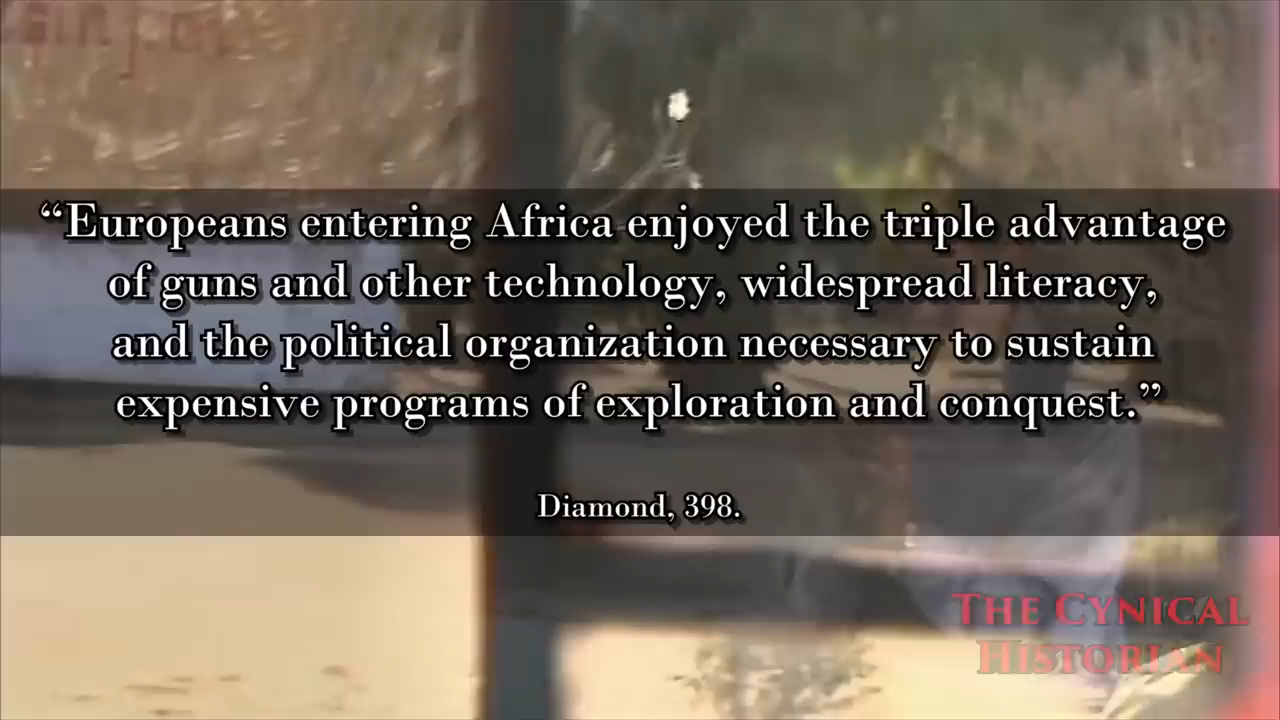 “Europeans entering Africa enjoyed the triple advantage
of guns and other technology, widespread literacy,
and the political organization necessary to sustain
expensive programs of exploration and conquest.”
Diamond, 398.
The Cynical
Historian